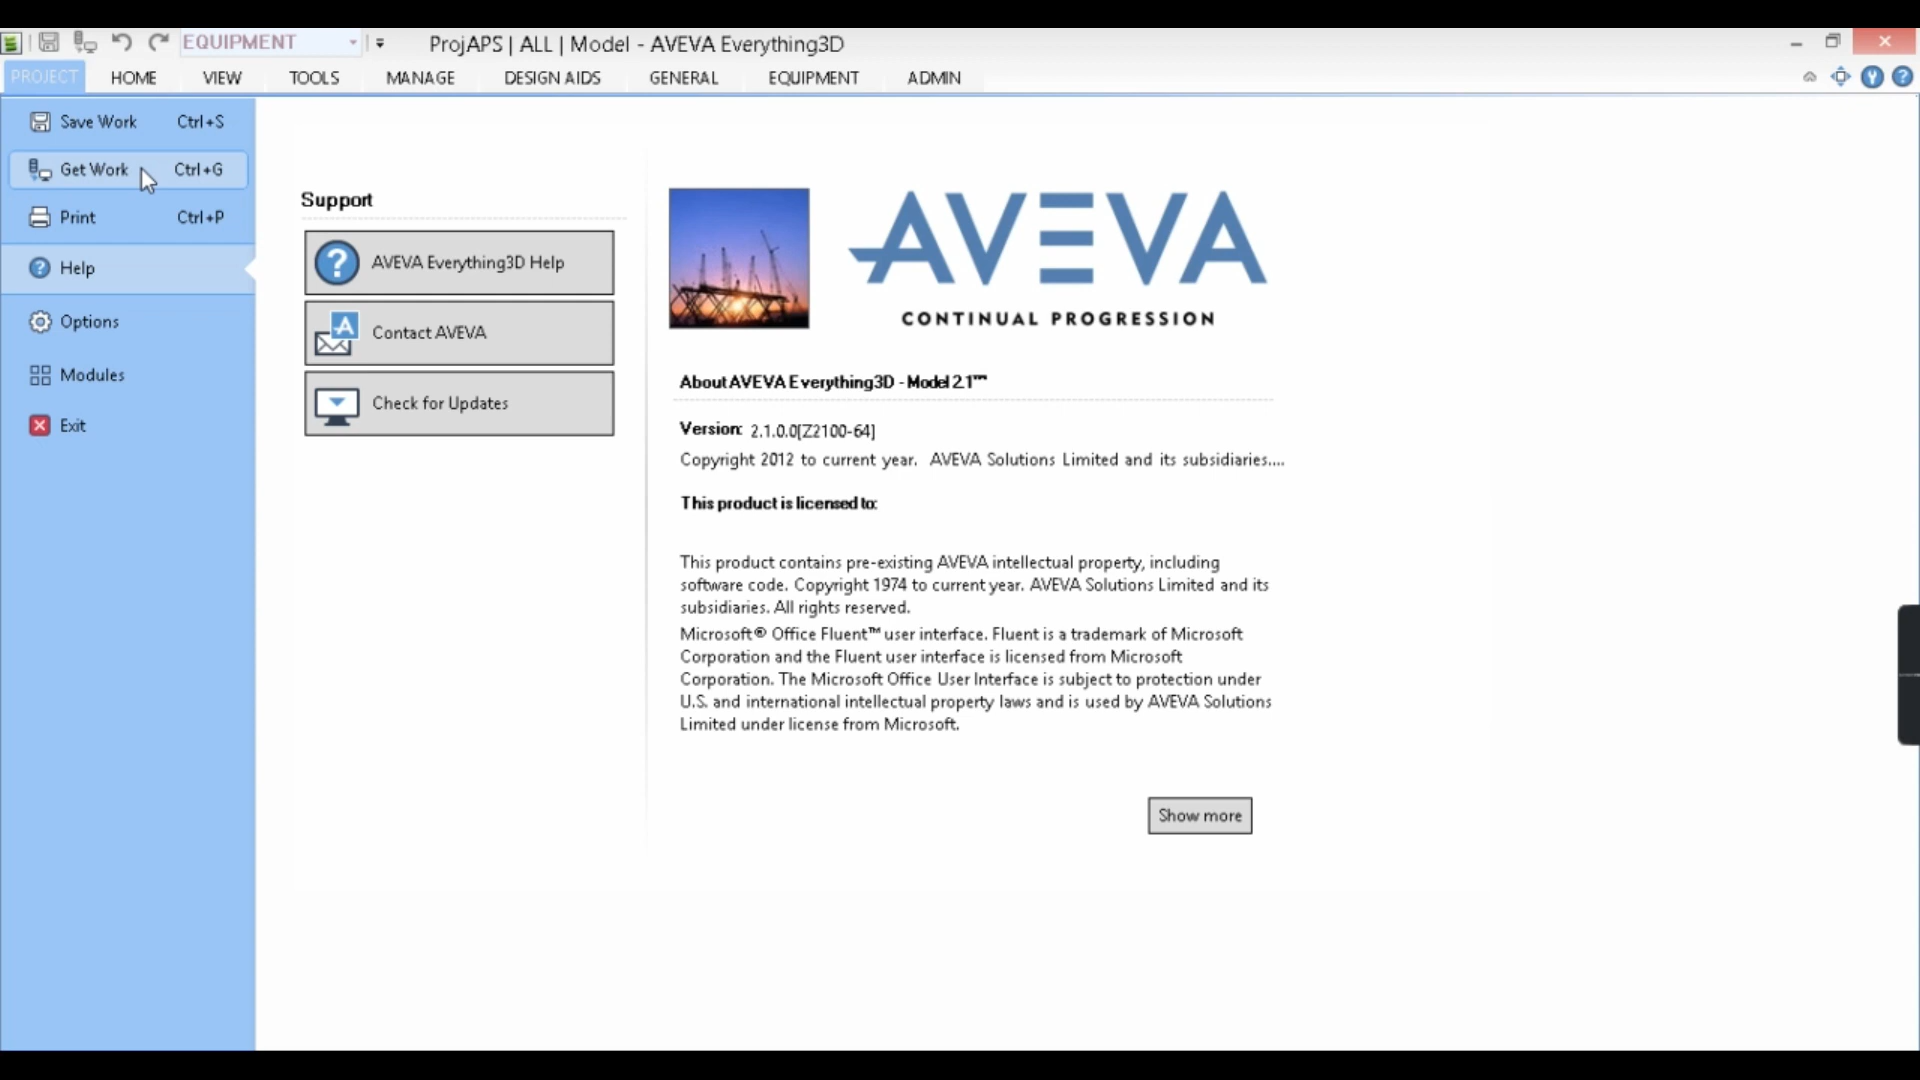 EQUIPMENT
ProjAPS | ALL | Model - AVEVA Everything3D
PROJECT HOME VIEW TOOLS MANAGE DESIGN AIDS GENERAL EQUIPMENT ADMIN
Save Work Ctrl+S
Get Work Ctrl+G
Print Ctrl+P
Help
Options
Modules
Exit
Support
AVEVA Everything3D Help
Contact AVEVA
Check for Updates
AVEVA
CONTINUAL PROGRESSION
About AVEVA Everything3D - Model 2.1™
Version: 2.1.0.0[Z2100-64]
Copyright 2012 to current year. AVEVA Solutions Limited and its subsidiaries....
This product is licensed to:
This product contains pre-existing AVEVA intellectual property, including
software code. Copyright 1974 to current year. AVEVA Solutions Limited and its
subsidiaries. All rights reserved.
Microsoft® Office Fluent™ user interface. Fluent is a trademark of Microsoft
Corporation and the Fluent user interface is licensed from Microsoft
Corporation. The Microsoft Office User Interface is subject to protection under
U.S. and international intellectual property laws and is used by AVEVA Solutions
Limited under license from Microsoft.
Show more